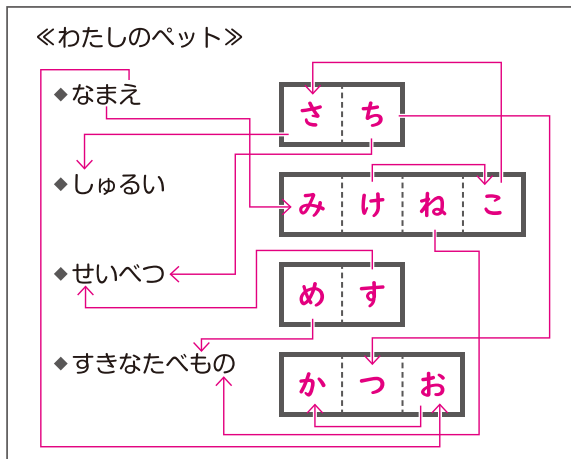 ≪わたしのペット≫
◆なまえ さち
◆しゅるい みけねこ
◆せいべつ めす
◆すきなたべもの かつお